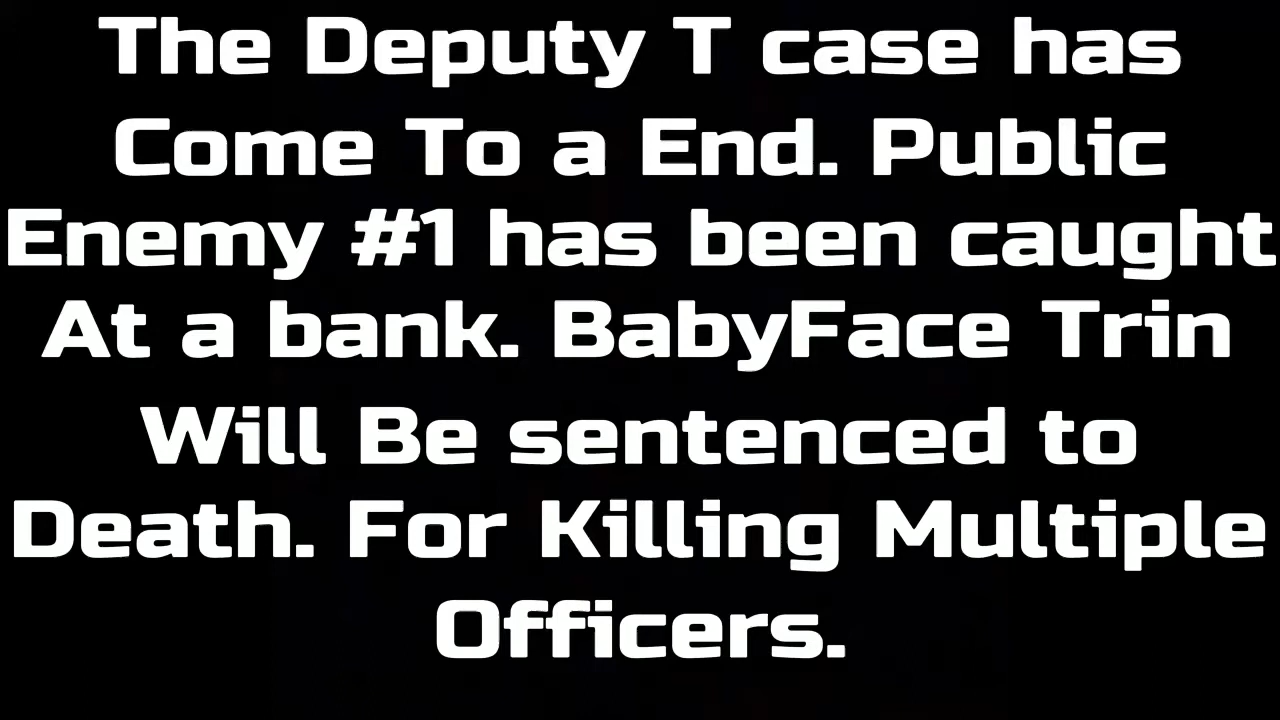 The Deputy T case has
Come To a End. Public
Enemy #1 has been caught
At a bank. BabyFace Trin
Will Be sentenced to
Death. For Killing Multiple
Officers.